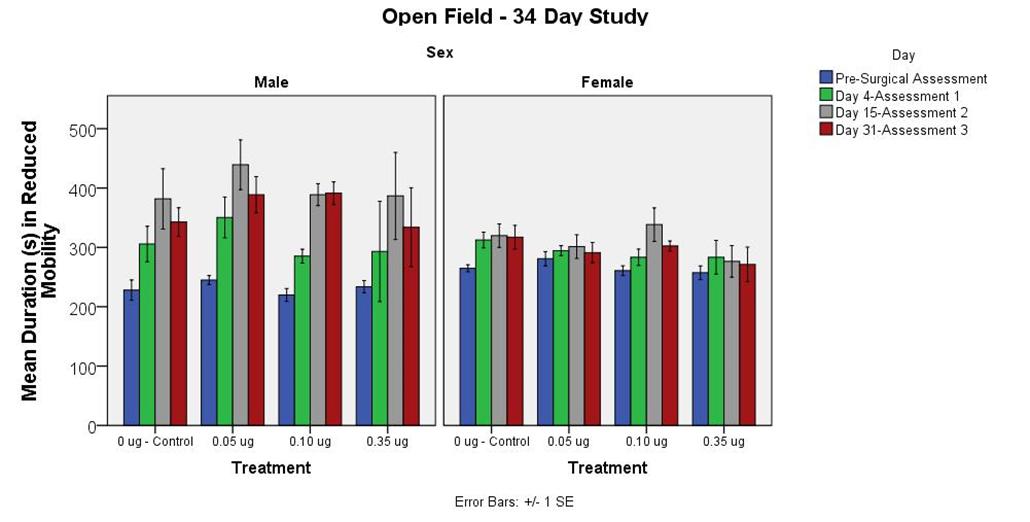 Open Field - 34 Day Study
Sex
Male
Female
Mean Duration (s) in Reduced
Mobility
500
400
300
200
100
0
0 ug - Control
0.05 ug
0.10 ug
0.35 ug
0 ug - Control
0.05 ug
0.10 ug
0.35 ug
Treatment
Treatment
Error Bars: +/- 1 SE
Day
Pre-Surgical Assessment
Day 4-Assessment 1
Day 15-Assessment 2
Day 31-Assessment 3